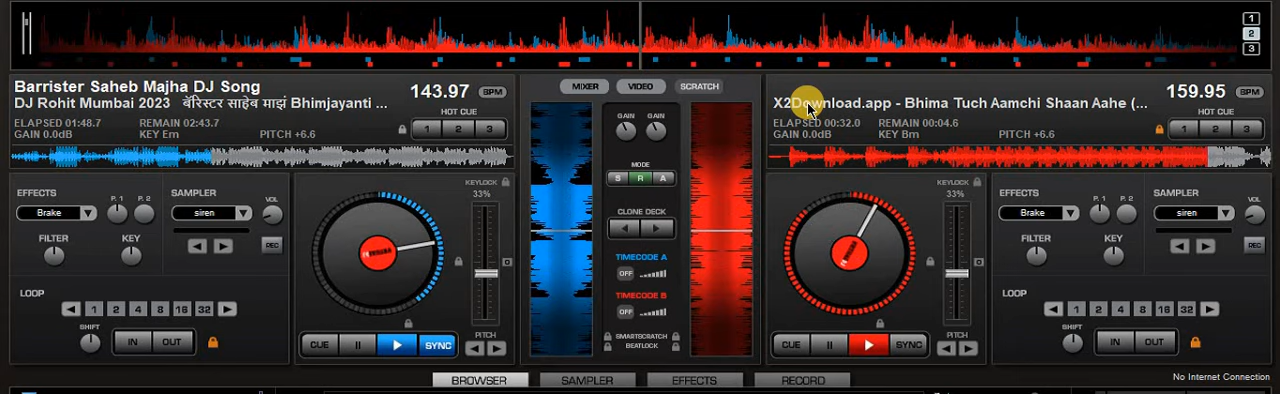 1
2
3
Barrister Saheb Majha DJ Song
DJ Rohit Mumbai 2023 बॅरिस्टर साहेब माझं Bhimjayanti ...
143.97 BPM
HOT CUE
ELAPSED 01:48.7 REMAIN 02:43.7
GAIN 0.0dB KEY Em PITCH +6.6
1 2 3
MIXER VIDEO SCRATCH
GAIN GAIN
MODE
S R A
CLONE DECK
TIMECODE A
OFF
TIMECODE B
OFF
SMARTSCRATCH
BEATLOCK
X2Download.app - Bhima Tuch Aamchi Shaan Aahe (...
159.95 BPM
HOT CUE
ELAPSED 00:32.0 REMAIN 00:04.6
GAIN 0.0dB KEY Bm PITCH +6.6
1 2 3
EFFECTS
Brake
P. 1 P. 2
SAMPLER
siren
VOL
REC
FILTER KEY
LOOP
1 2 4 8 16 32
SHIFT
IN OUT
KEYLOCK
33%
PITCH
CUE SYNC
KEYLOCK
33%
PITCH
CUE SYNC
EFFECTS
Brake
P. 1 P. 2
SAMPLER
siren
VOL
REC
FILTER KEY
LOOP
1 2 4 8 16 32
SHIFT
IN OUT
BROWSER SAMPLER EFFECTS RECORD
No Internet Connection